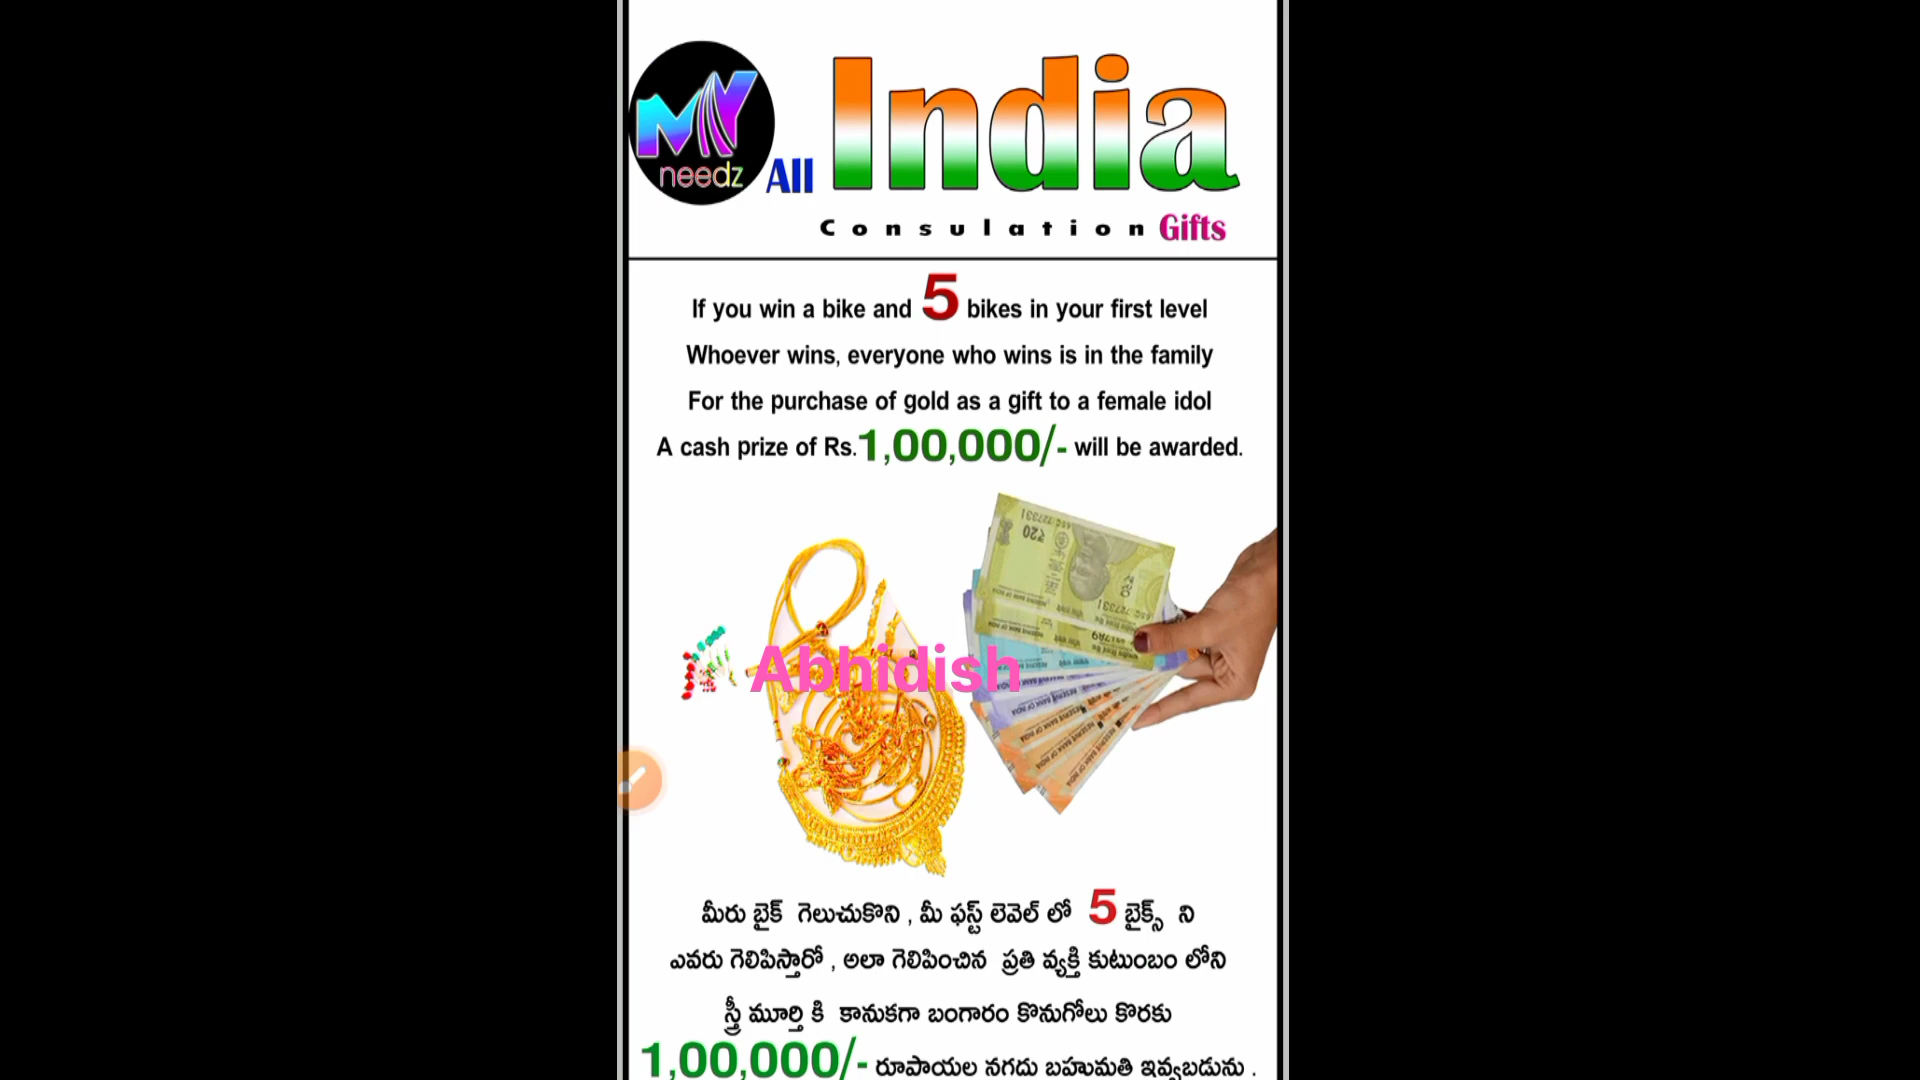 MY
needz
All India
Consulation Gifts
If you win a bike and 5 bikes in your first level
Whoever wins, everyone who wins is in the family
For the purchase of gold as a gift to a female idol
A cash prize of Rs.1,00,000/- will be awarded.
Abhidish
మీరు బైక్ గెలుచుకొని , మీ ఫస్ట్ లెవెల్ లో 5 బైక్స్ ని
ఎవరు గెలిపిస్తారో , అలా గెలిపించిన ప్రతి వ్యక్తి కుటుంబం లోని
స్త్రీ మూర్తి కి కానుకగా బంగారం కొనుగోలు కొరకు
1,00,000/- రూపాయల నగదు బహుమతి ఇవ్వబడును .